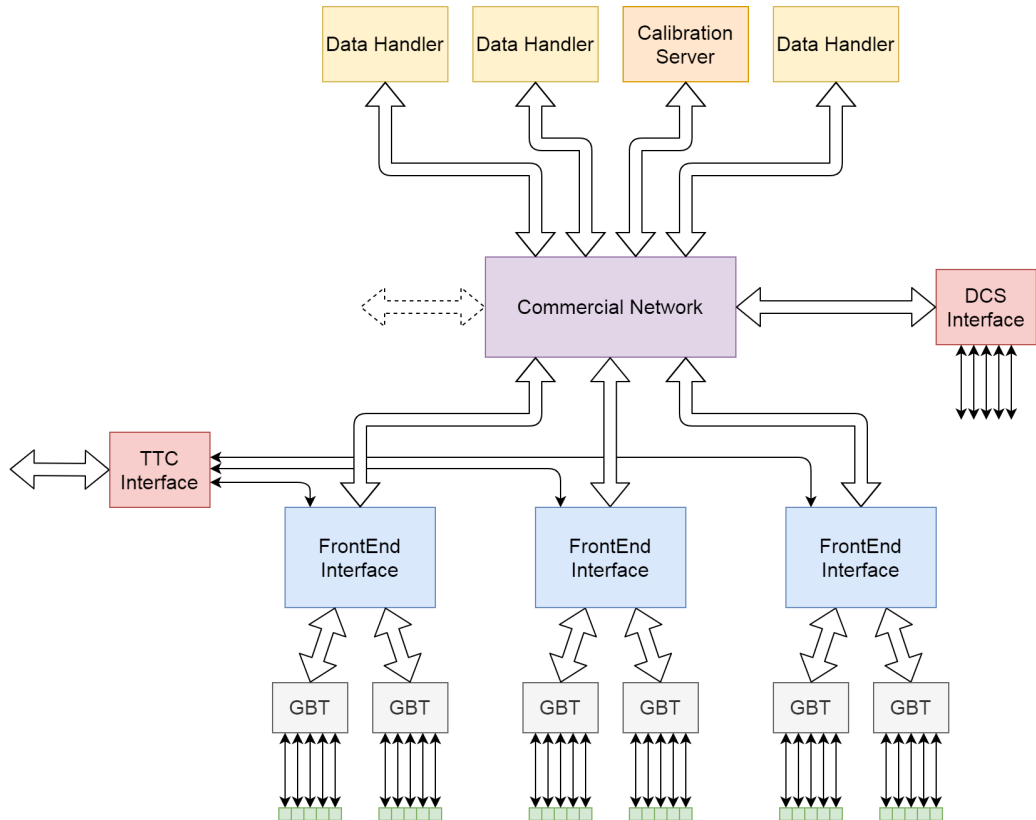 Data Handler
Data Handler
Calibration
Server
Data Handler
Commercial Network
DCS
Interface
TTC
Interface
FrontEnd
Interface
FrontEnd
Interface
FrontEnd
Interface
GBT
GBT
GBT
GBT
GBT
GBT